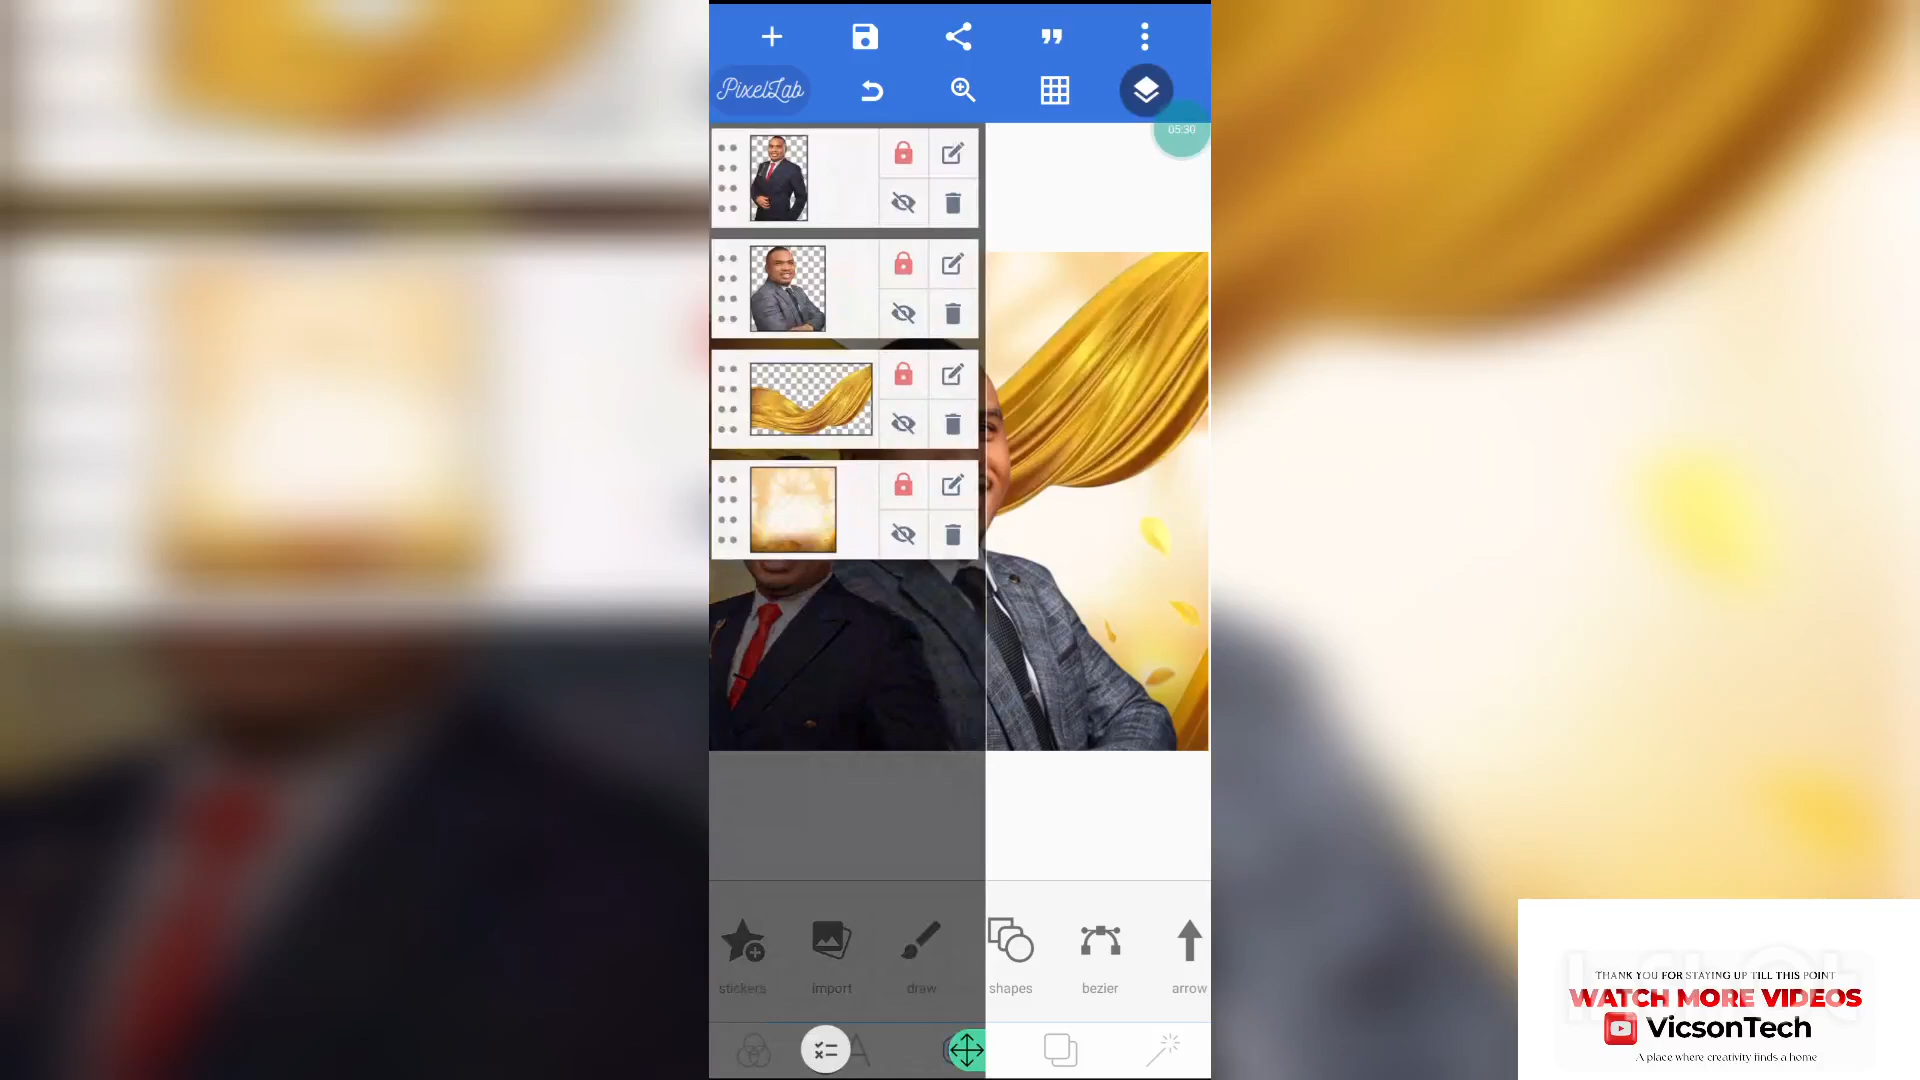 PixelLab
05:30
stickers
import
draw
shapes
bezier
arrow
THANK YOU FOR STAYING UP TILL THIS POINT
WATCH MORE VIDEOS
VicsonTech
A place where creativity finds a home